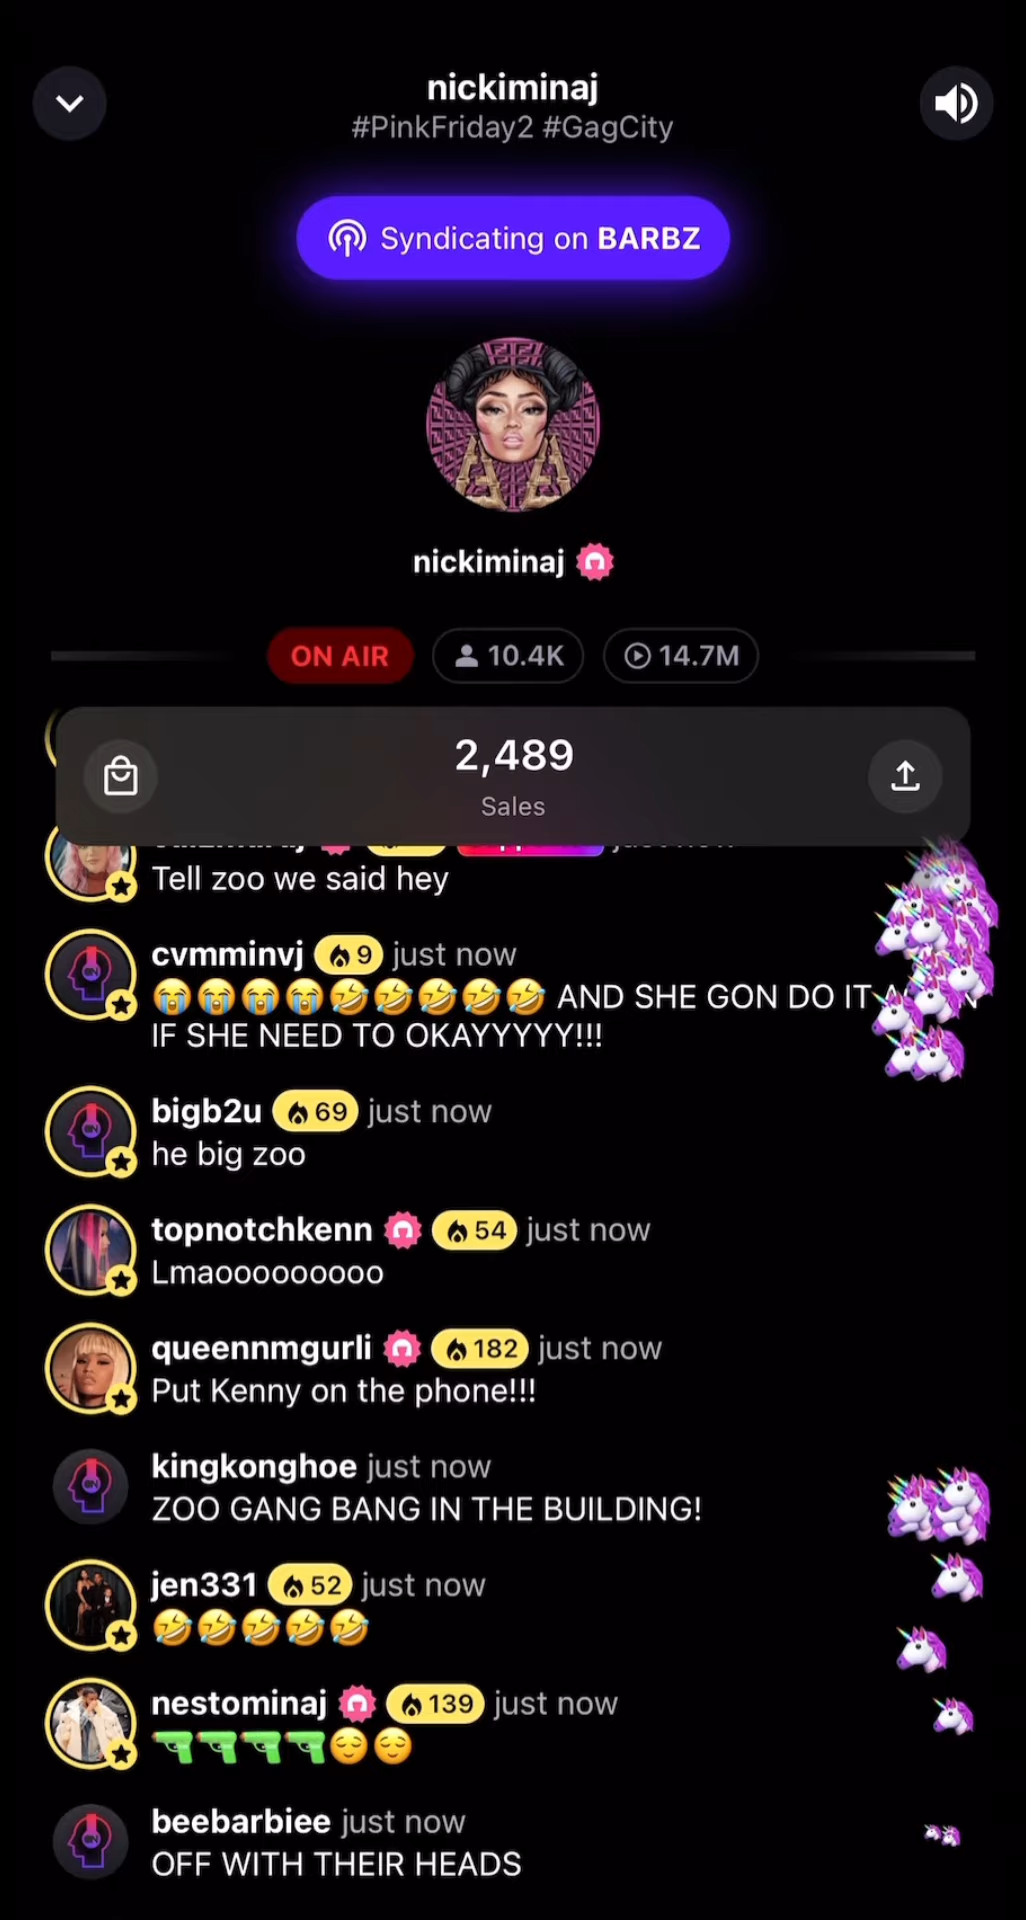 nickiminaj
#PinkFriday2 #GagCity
Syndicating on BARBZ
nickiminaj
ON AIR 10.4K 14.7M
2,489
Sales
Tell zoo we said hey
cvmminvj 9 just now
😭😭😭😭🤣🤣🤣🤣🤣 AND SHE GON DO IT
IF SHE NEED TO OKAYYYYY!!!
bigb2u 69 just now
he big zoo
topnotchkenn 54 just now
Lmaooooooooo
queennmgurli 182 just now
Put Kenny on the phone!!!
kingkonghoe just now
ZOO GANG BANG IN THE BUILDING!
jen331 52 just now
🤣🤣🤣🤣🤣
nestominaj 139 just now
🔫🔫🔫🔫😌😌
beebarbiee just now
OFF WITH THEIR HEADS